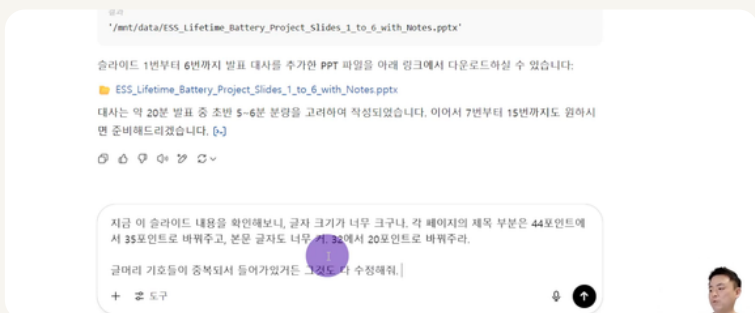 결과
'/mnt/data/ESS_Lifetime_Battery_Project_Slides_1_to_6_with_Notes.pptx'
슬라이드 1번부터 6번까지 발표 대사를 추가한 PPT 파일을 아래 링크에서 다운로드하실 수 있습니다:
ESS_Lifetime_Battery_Project_Slides_1_to_6_with_Notes.pptx
대사는 약 20분 발표 중 초반 5~6분 분량을 고려하여 작성되었습니다. 이어서 7번부터 15번까지도 원하시
면 준비해드리겠습니다. [>-]
지금 이 슬라이드 내용을 확인해보니, 글자 크기가 너무 크구나. 각 페이지의 제목 부분은 44포인트에
서 35포인트로 바꿔주고, 본문 글자도 너무 커. 32에서 20포인트로 바꿔주라.
글머리 기호들이 중복되서 들어가있거든 그것도 다 수정해줘.
도구